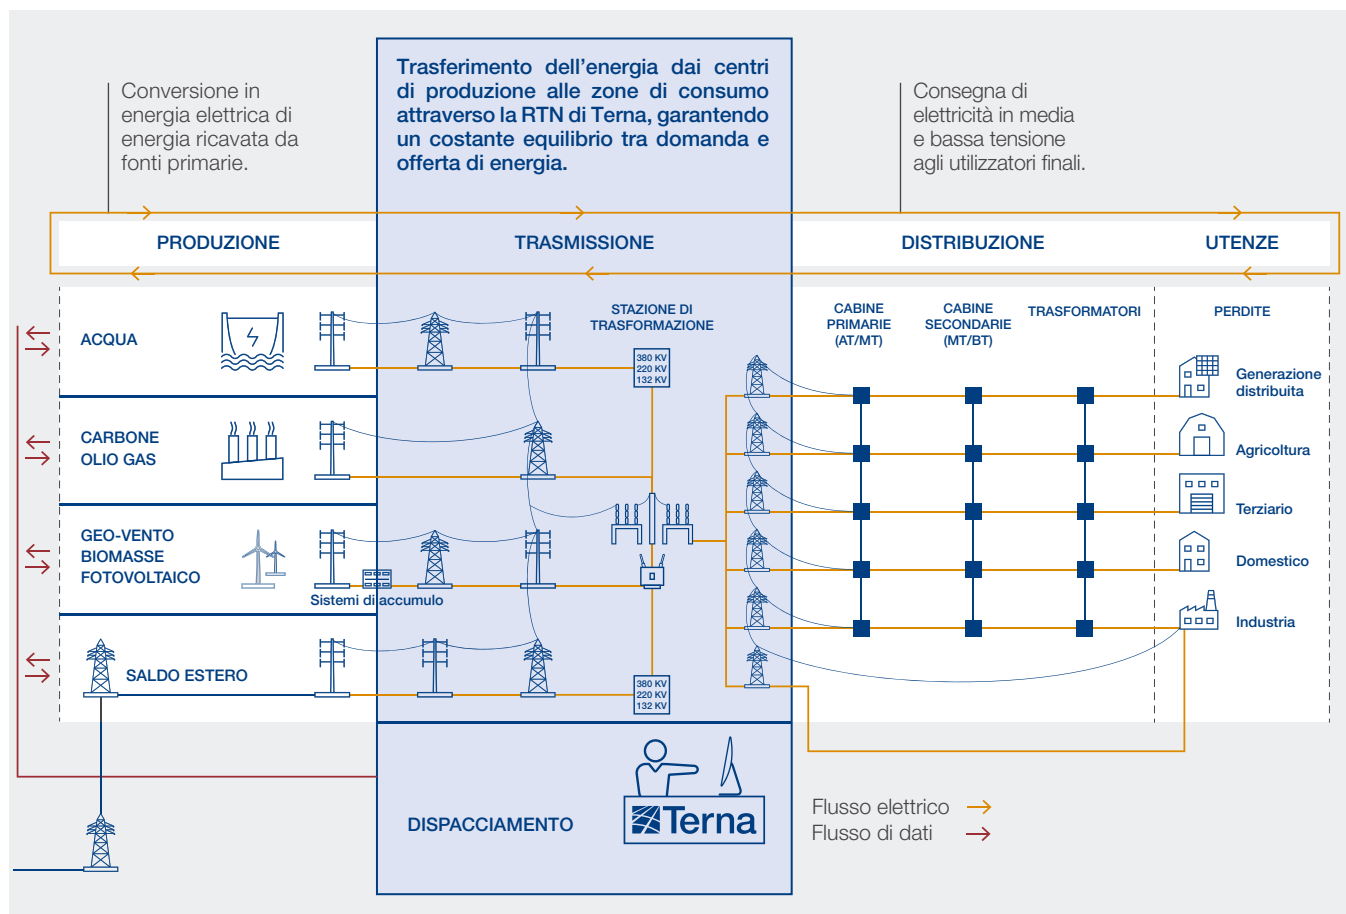 Trasferimento dell'energia dai centri
di produzione alle zone di consumo
attraverso la RTN di Terna, garantendo
un costante equilibrio tra domanda e
offerta di energia.
Conversione in
energia elettrica di
energia ricavata da
fonti primarie.
Consegna di
elettricità in media
e bassa tensione
agli utilizzatori finali.
PRODUZIONE
TRASMISSIONE
DISTRIBUZIONE
UTENZE
ACQUA
CARBONE
OLIO GAS
GEO-VENTO
BIOMASSE
FOTOVOLTAICO
Sistemi di accumulo
SALDO ESTERO
STAZIONE DI
TRASFORMAZIONE
380 KV
220 KV
132 KV
380 KV
220 KV
132 KV
CABINE
PRIMARIE
(AT/MT)
CABINE
SECONDARIE
(MT/BT)
TRASFORMATORI
PERDITE
Generazione
distribuita
Agricoltura
Terziario
Domestico
Industria
DISPACCIAMENTO
Terna
Flusso elettrico
Flusso di dati